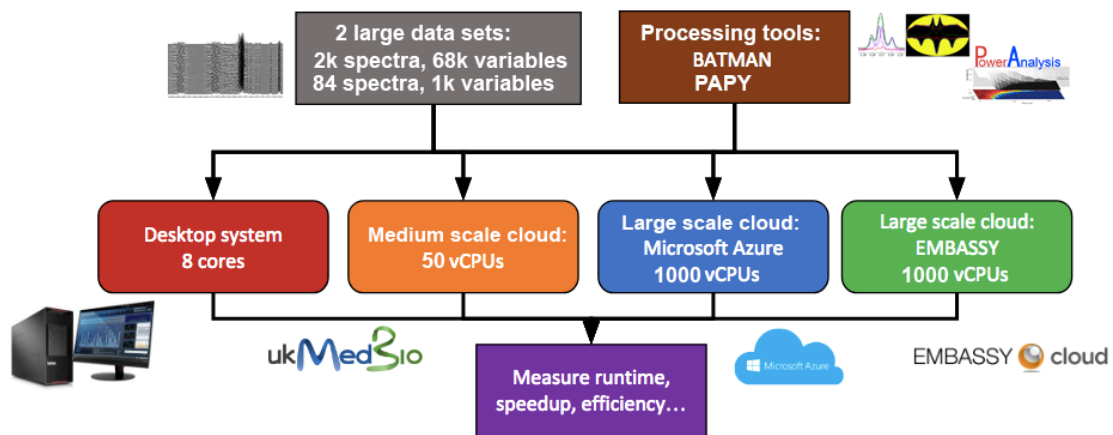 2 large data sets:
2k spectra, 68k variables
84 spectra, 1k variables
Processing tools:
BATMAN
PAPY
PowerAnalysis
Desktop system
8 cores
Medium scale cloud:
50 vCPUs
Large scale cloud:
Microsoft Azure
1000 vCPUs
Large scale cloud:
EMBASSY
1000 vCPUs
ukMedBio
Measure runtime,
speedup, efficiency…
Microsoft Azure
EMBASSY cloud